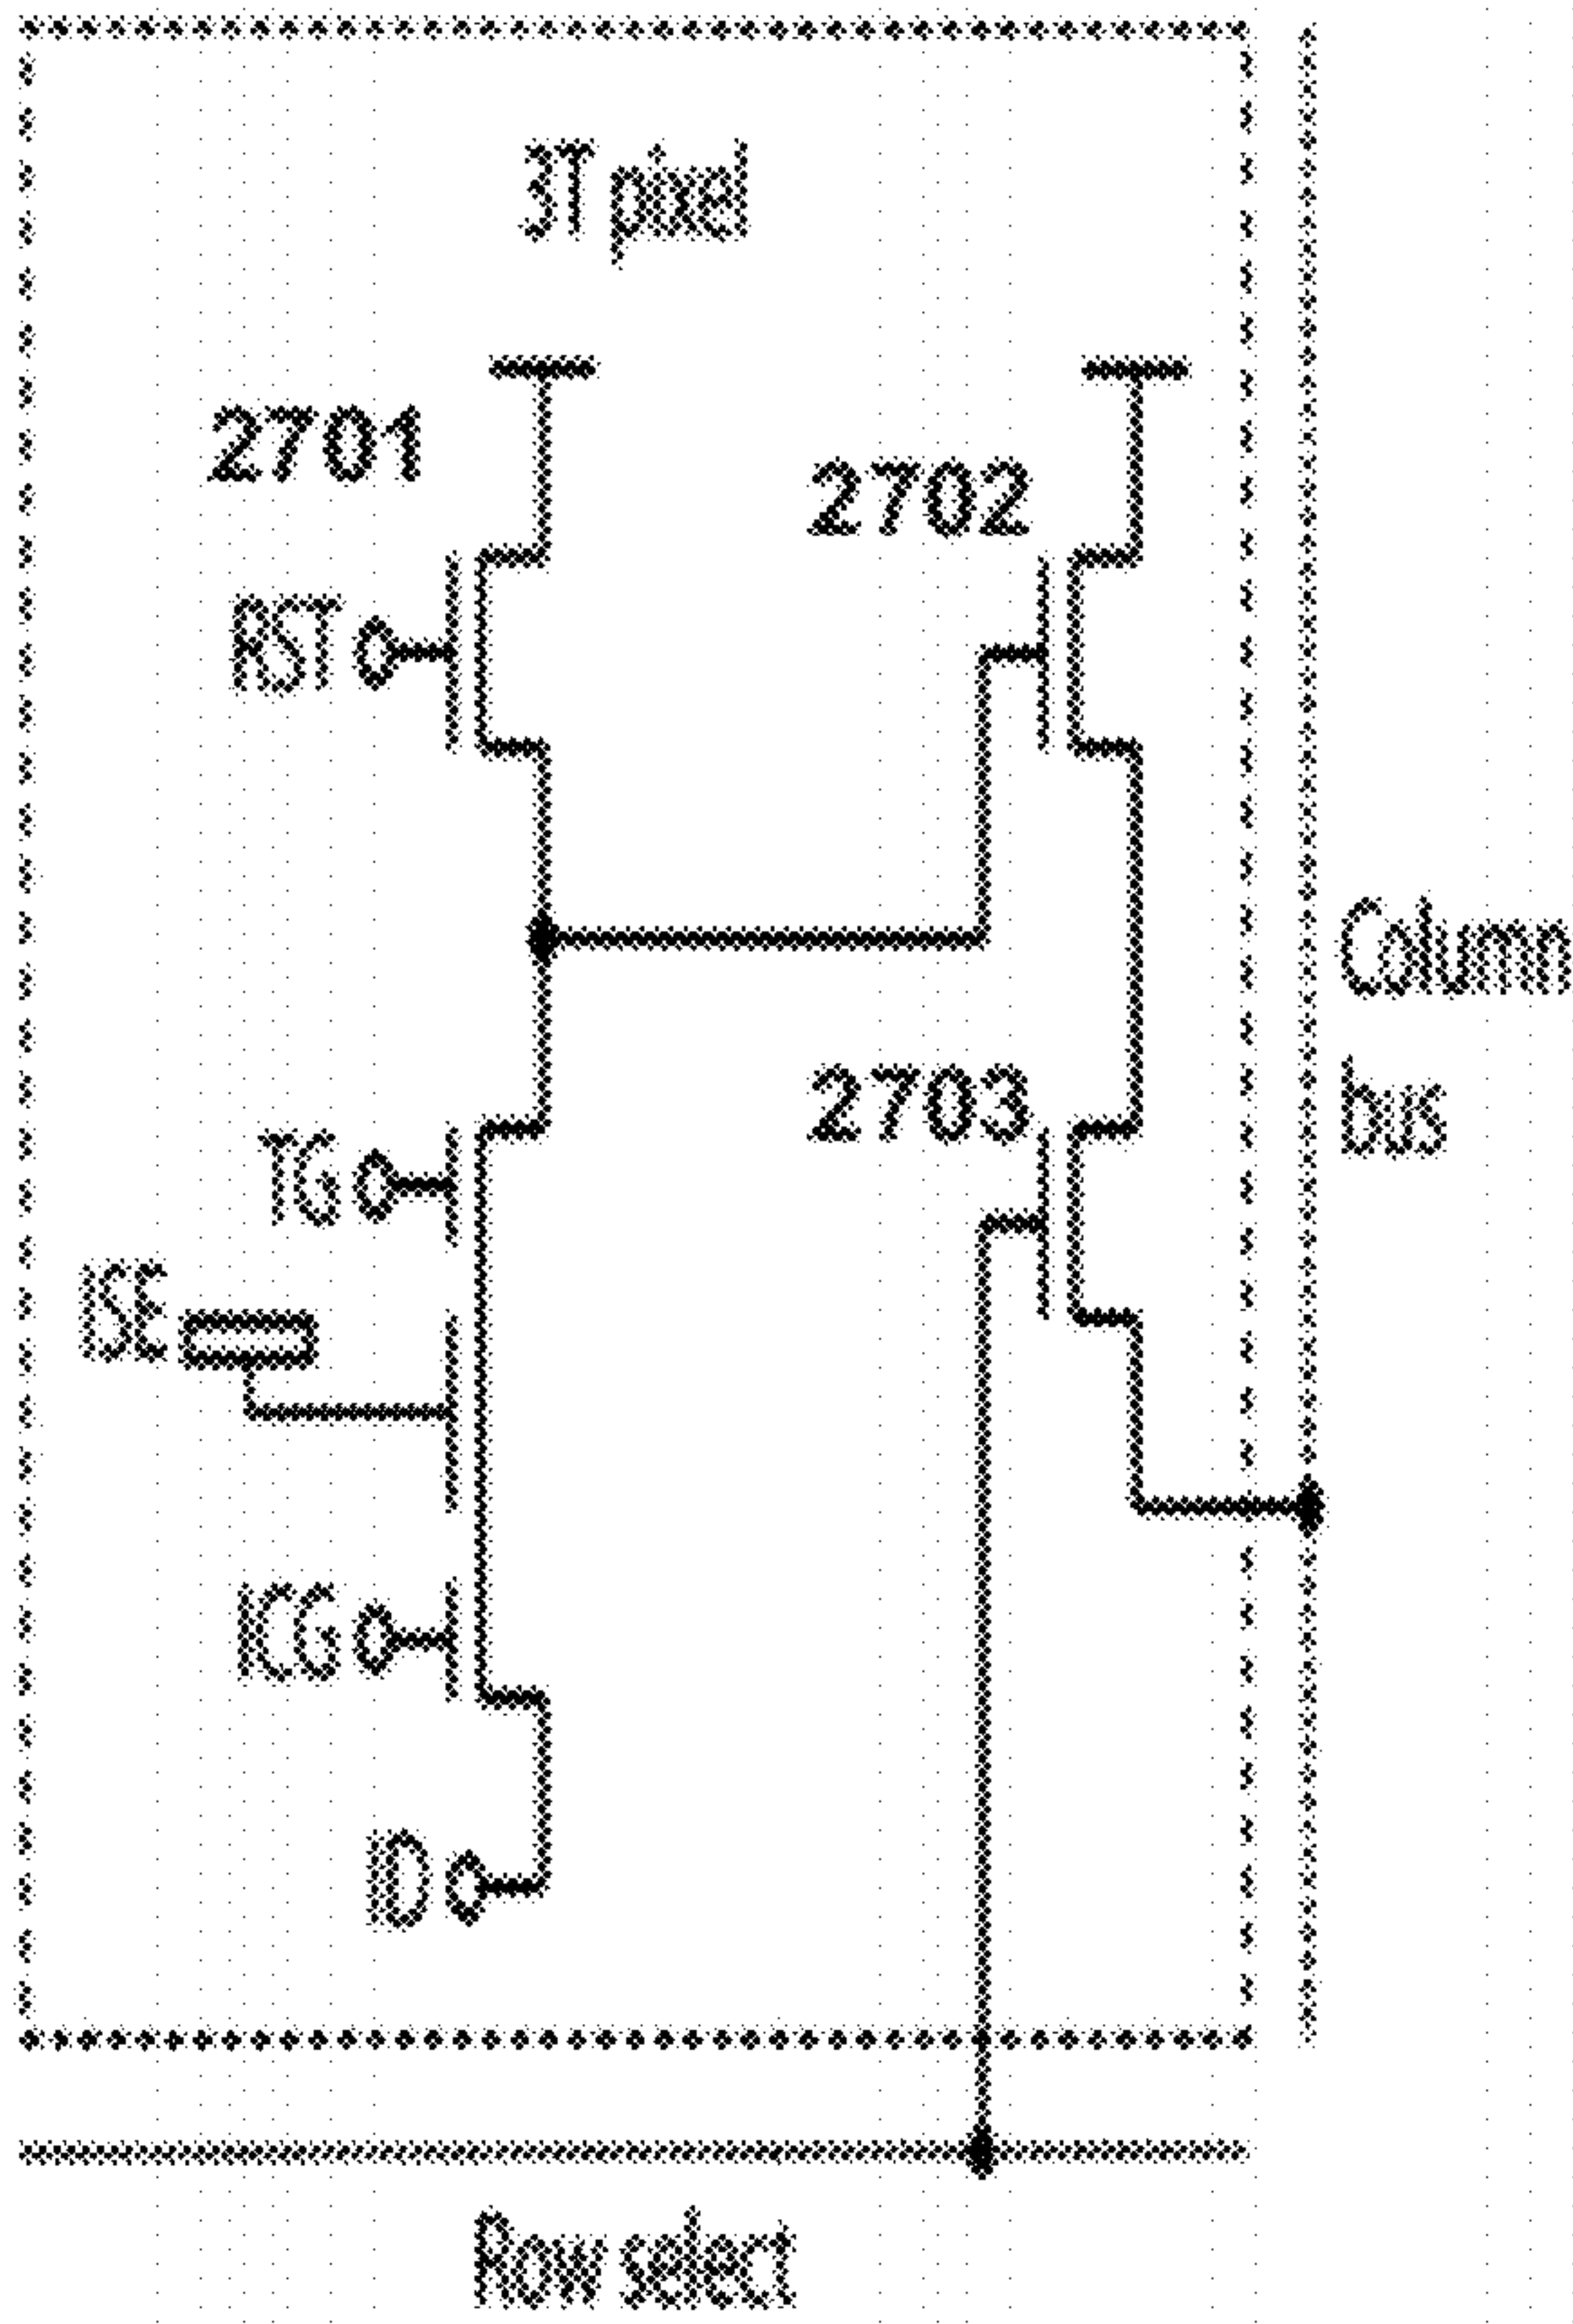 3T pixel
2701
2702
RST
Column
bus
2703
TG
ISE
ICG
ID
Row select